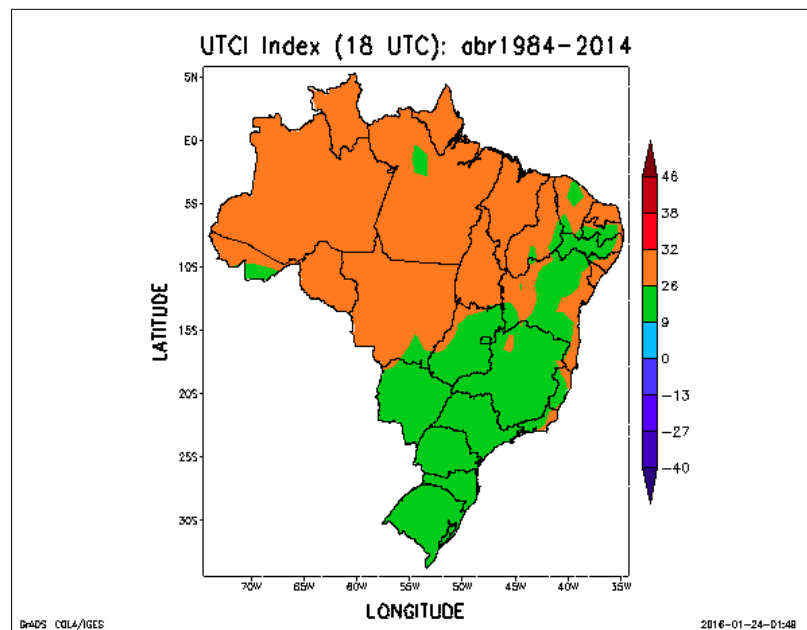 UTCI Index (18 UTC): abr1984-2014
5N
EQ
5S
10S
15S
20S
25S
30S
LATITUDE
70W 65W 60W 55W 50W 45W 40W 35W
LONGITUDE
46
38
32
26
9
0
-13
-27
-40
GrADS: COLA/IGES
2016-01-24-01:48